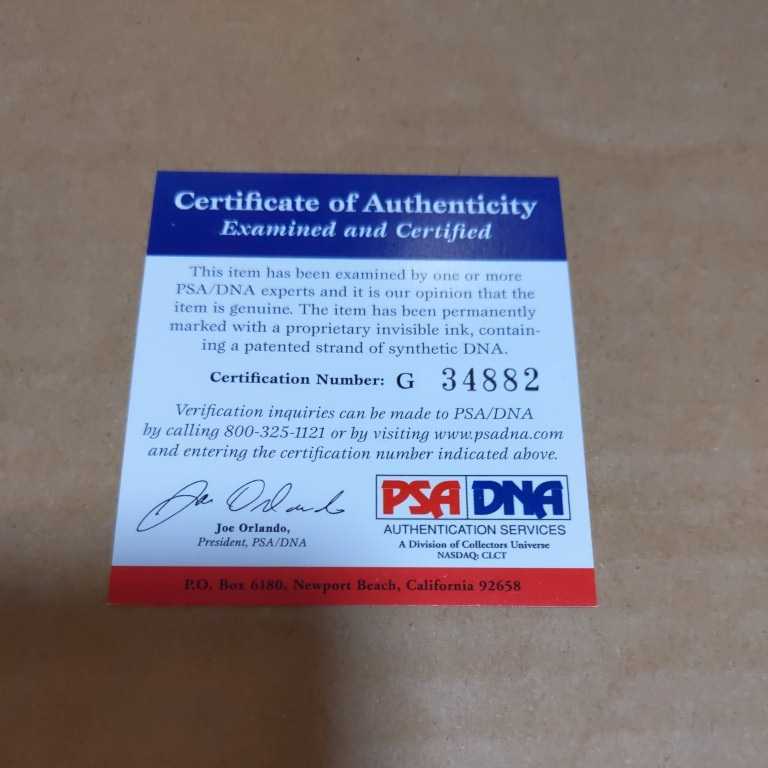 Certificate of Authenticity
Examined and Certified
This item has been examined by one or more
PSA/DNA experts and it is our opinion that the
item is genuine. The item has been permanently
marked with a proprietary invisible ink, contain-
ing a patented strand of synthetic DNA.
Certification Number: G 34882
Verification inquiries can be made to PSA/DNA
by calling 800-325-1121 or by visiting www.psadna.com
and entering the certification number indicated above.
Joe Orlando
Joe Orlando,
President, PSA/DNA
PSA DNA
AUTHENTICATION SERVICES
A Division of Collectors Universe
NASDAQ: CLCT
P.O. Box 6180, Newport Beach, California 92658